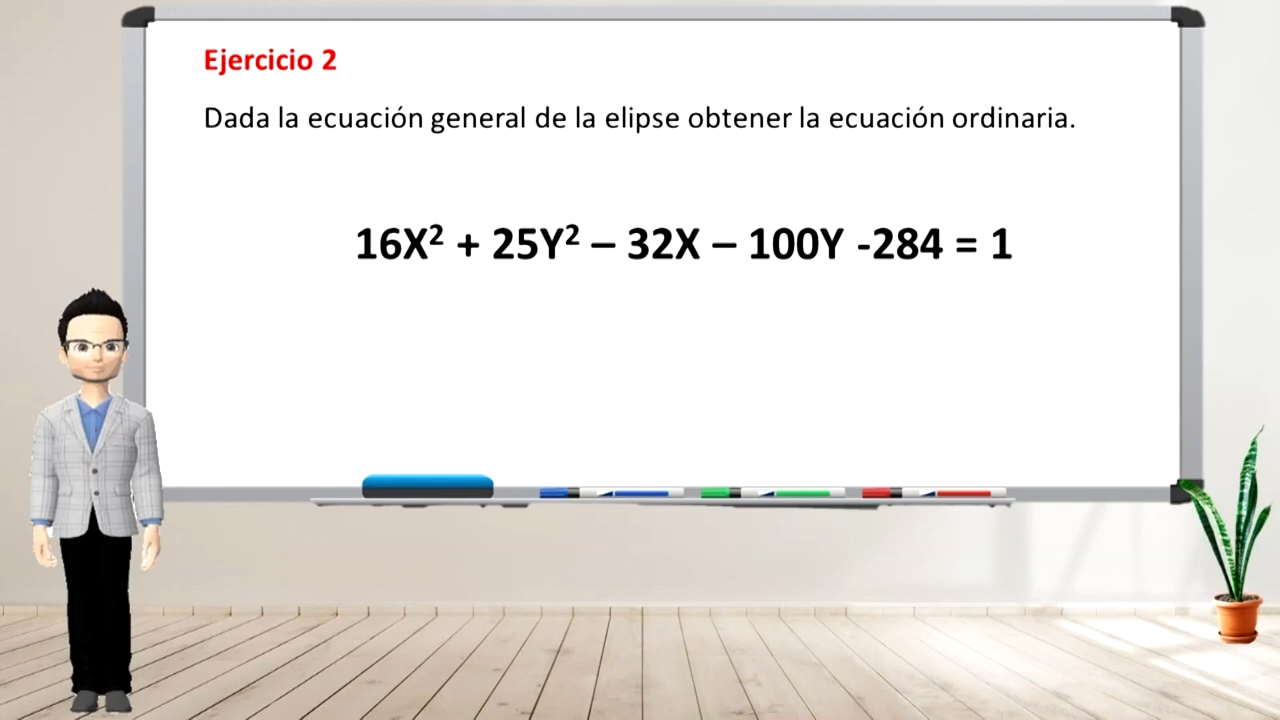 Ejercicio 2
Dada la ecuación general de la elipse obtener la ecuación ordinaria.
16X² + 25Y² – 32X – 100Y -284 = 1